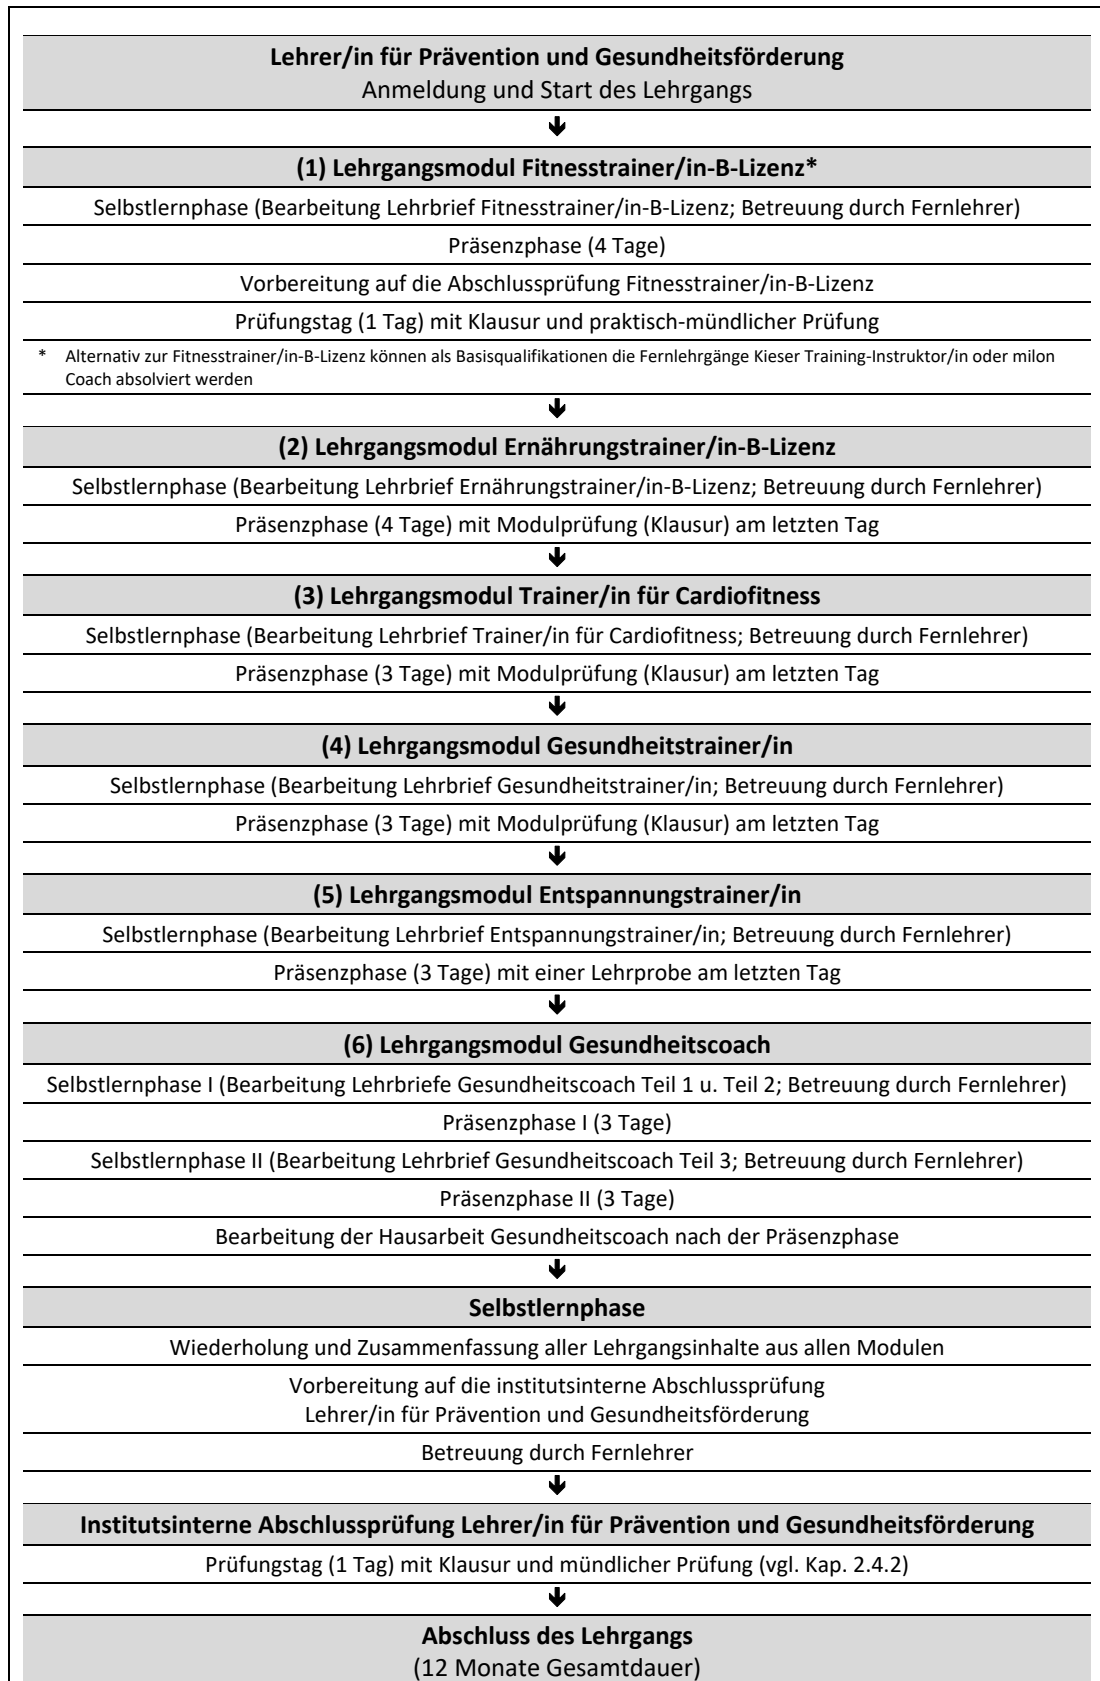 Lehrer/in für Prävention und Gesundheitsförderung
Anmeldung und Start des Lehrgangs
(1) Lehrgangsmodul Fitnesstrainer/in-B-Lizenz*
Selbstlernphase (Bearbeitung Lehrbrief Fitnesstrainer/in-B-Lizenz; Betreuung durch Fernlehrer)
Präsenzphase (4 Tage)
Vorbereitung auf die Abschlussprüfung Fitnesstrainer/in-B-Lizenz
Prüfungstag (1 Tag) mit Klausur und praktisch-mündlicher Prüfung
* Alternativ zur Fitnesstrainer/in-B-Lizenz können als Basisqualifikationen die Fernlehrgänge Kieser Training-Instruktor/in oder milon
Coach absolviert werden
(2) Lehrgangsmodul Ernährungstrainer/in-B-Lizenz
Selbstlernphase (Bearbeitung Lehrbrief Ernährungstrainer/in-B-Lizenz; Betreuung durch Fernlehrer)
Präsenzphase (4 Tage) mit Modulprüfung (Klausur) am letzten Tag
(3) Lehrgangsmodul Trainer/in für Cardiofitness
Selbstlernphase (Bearbeitung Lehrbrief Trainer/in für Cardiofitness; Betreuung durch Fernlehrer)
Präsenzphase (3 Tage) mit Modulprüfung (Klausur) am letzten Tag
(4) Lehrgangsmodul Gesundheitstrainer/in
Selbstlernphase (Bearbeitung Lehrbrief Gesundheitstrainer/in; Betreuung durch Fernlehrer)
Präsenzphase (3 Tage) mit Modulprüfung (Klausur) am letzten Tag
(5) Lehrgangsmodul Entspannungstrainer/in
Selbstlernphase (Bearbeitung Lehrbrief Entspannungstrainer/in; Betreuung durch Fernlehrer)
Präsenzphase (3 Tage) mit einer Lehrprobe am letzten Tag
(6) Lehrgangsmodul Gesundheitscoach
Selbstlernphase I (Bearbeitung Lehrbriefe Gesundheitscoach Teil 1 u. Teil 2; Betreuung durch Fernlehrer)
Präsenzphase I (3 Tage)
Selbstlernphase II (Bearbeitung Lehrbrief Gesundheitscoach Teil 3; Betreuung durch Fernlehrer)
Präsenzphase II (3 Tage)
Bearbeitung der Hausarbeit Gesundheitscoach nach der Präsenzphase
Selbstlernphase
Wiederholung und Zusammenfassung aller Lehrgangsinhalte aus allen Modulen
Vorbereitung auf die institutsinterne Abschlussprüfung
Lehrer/in für Prävention und Gesundheitsförderung
Betreuung durch Fernlehrer
Institutsinterne Abschlussprüfung Lehrer/in für Prävention und Gesundheitsförderung
Prüfungstag (1 Tag) mit Klausur und mündlicher Prüfung (vgl. Kap. 2.4.2)
Abschluss des Lehrgangs
(12 Monate Gesamtdauer)